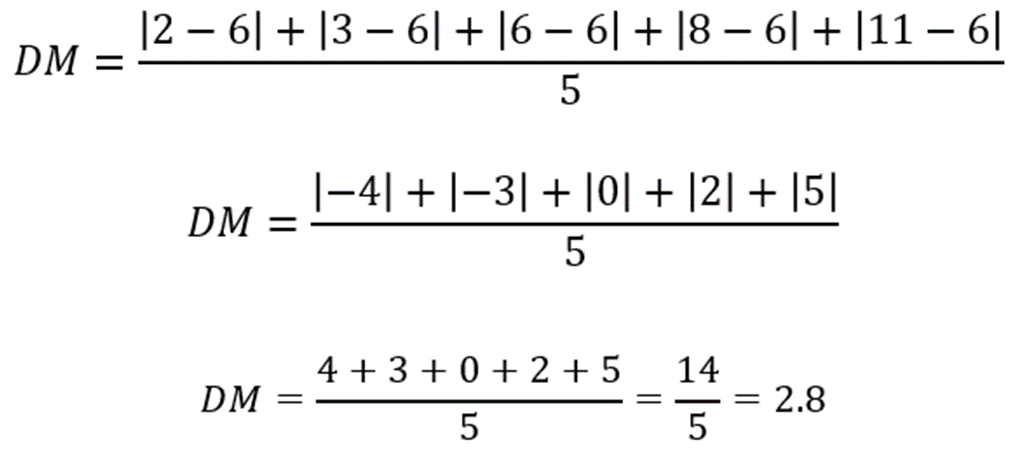 DM = |2 − 6| + |3 − 6| + |6 − 6| + |8 − 6| + |11 − 6| / 5
DM = |−4| + |−3| + |0| + |2| + |5| / 5
DM = 4 + 3 + 0 + 2 + 5 / 5 = 14 / 5 = 2.8